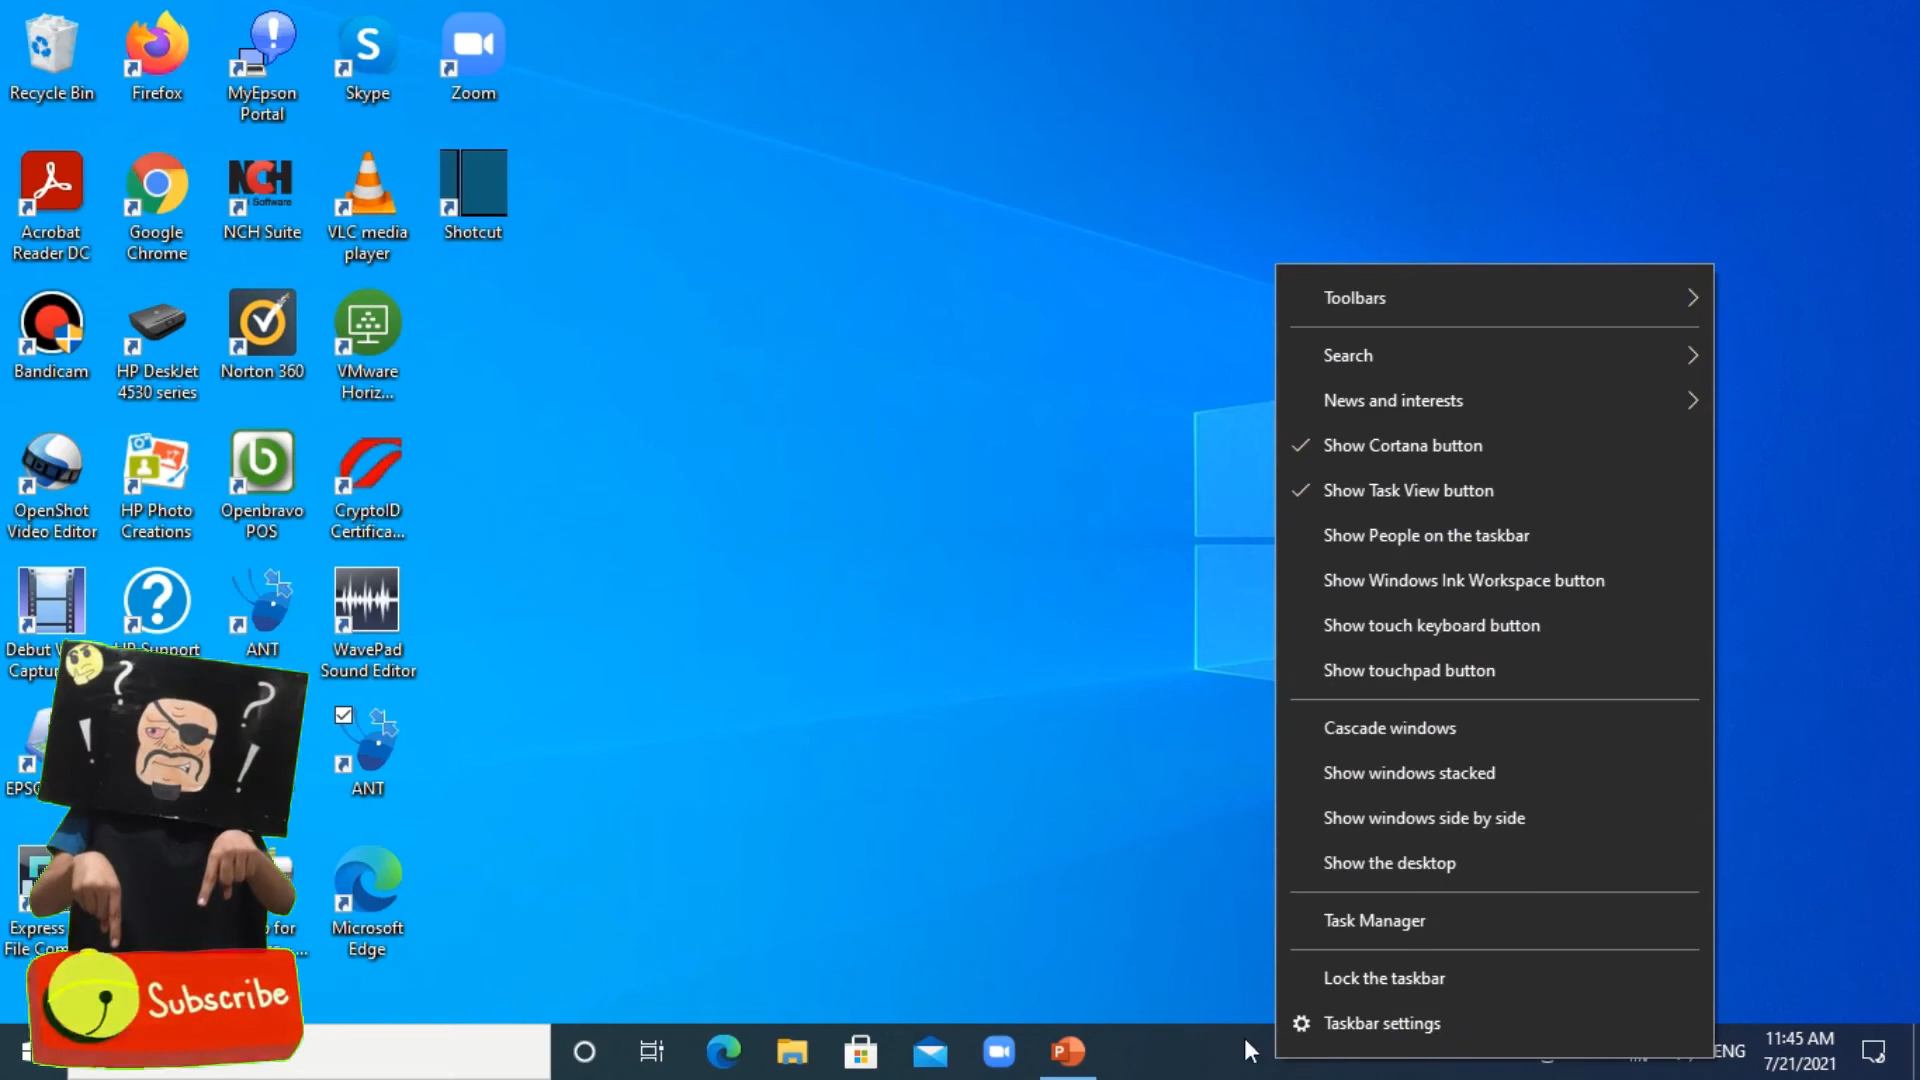 Recycle Bin
Firefox
MyEpson
Portal
Skype
Zoom
Acrobat
Reader DC
Google
Chrome
NCH
Software
NCH Suite
VLC media
player
Shotcut
Bandicam
HP DeskJet
4530 series
Norton 360
VMware
Horiz...
OpenShot
Video Editor
HP Photo
Creations
Openbravo
POS
CryptoID
Certifica...
Debut
Captu
HP Support
ANT
WavePad
Sound Editor
ANT
Express
File Com
for
...
Microsoft
Edge
? ?
! !
Subscribe
Toolbars
Search
News and interests
Show Cortana button
Show Task View button
Show People on the taskbar
Show Windows Ink Workspace button
Show touch keyboard button
Show touchpad button
Cascade windows
Show windows stacked
Show windows side by side
Show the desktop
Task Manager
Lock the taskbar
Taskbar settings
ENG
11:45 AM
7/21/2021